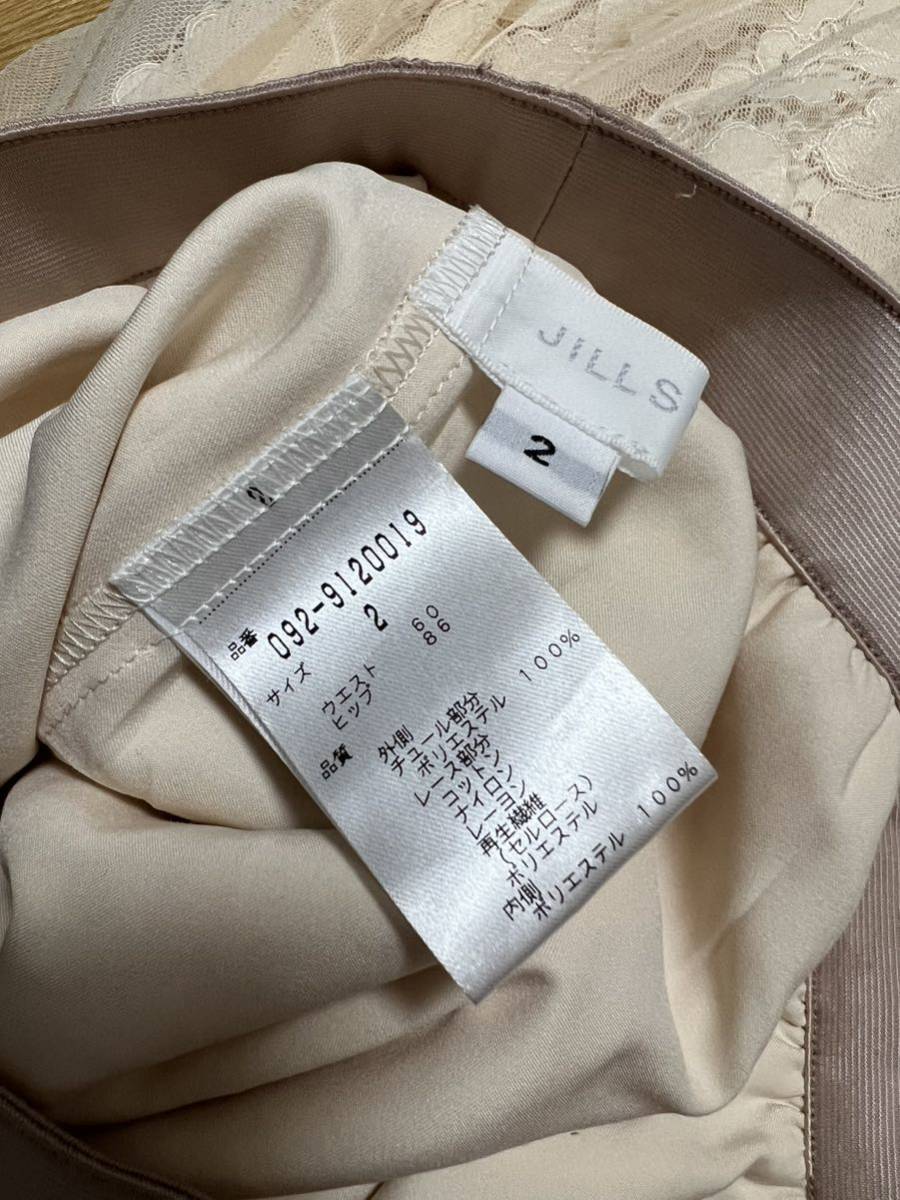 JILLS
2
2
品番 092-9120019
サイズ 2
ウエスト 60
ヒップ 86
品質 外側
チュール部分
ポリエステル 100%
レース部分
コットン
ナイロン
レーヨン
再生繊維
(セルロース)
ポリエステル
内側
ポリエステル 100%